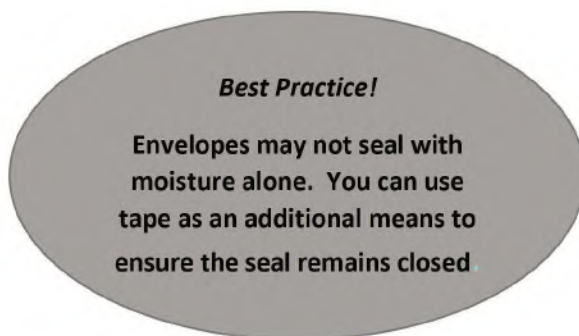 Best Practice!
Envelopes may not seal with
moisture alone. You can use
tape as an additional means to
ensure the seal remains closed.